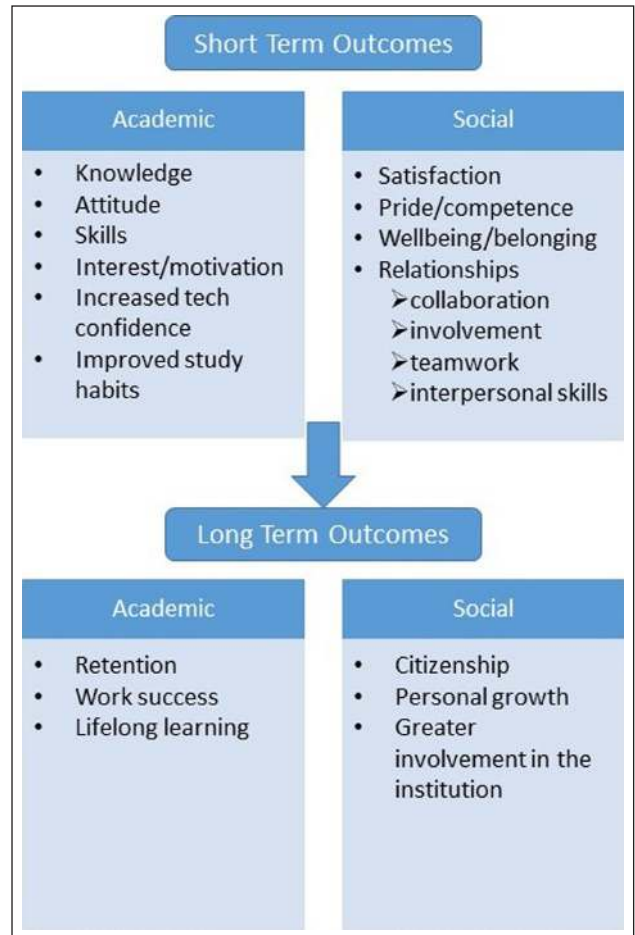 Short Term Outcomes
Academic
• Knowledge
• Attitude
• Skills
• Interest/motivation
• Increased tech
confidence
• Improved study
habits
Social
• Satisfaction
• Pride/competence
• Wellbeing/belonging
• Relationships
➢collaboration
➢involvement
➢teamwork
➢interpersonal skills
Long Term Outcomes
Academic
• Retention
• Work success
• Lifelong learning
Social
• Citizenship
• Personal growth
• Greater
involvement in the
institution